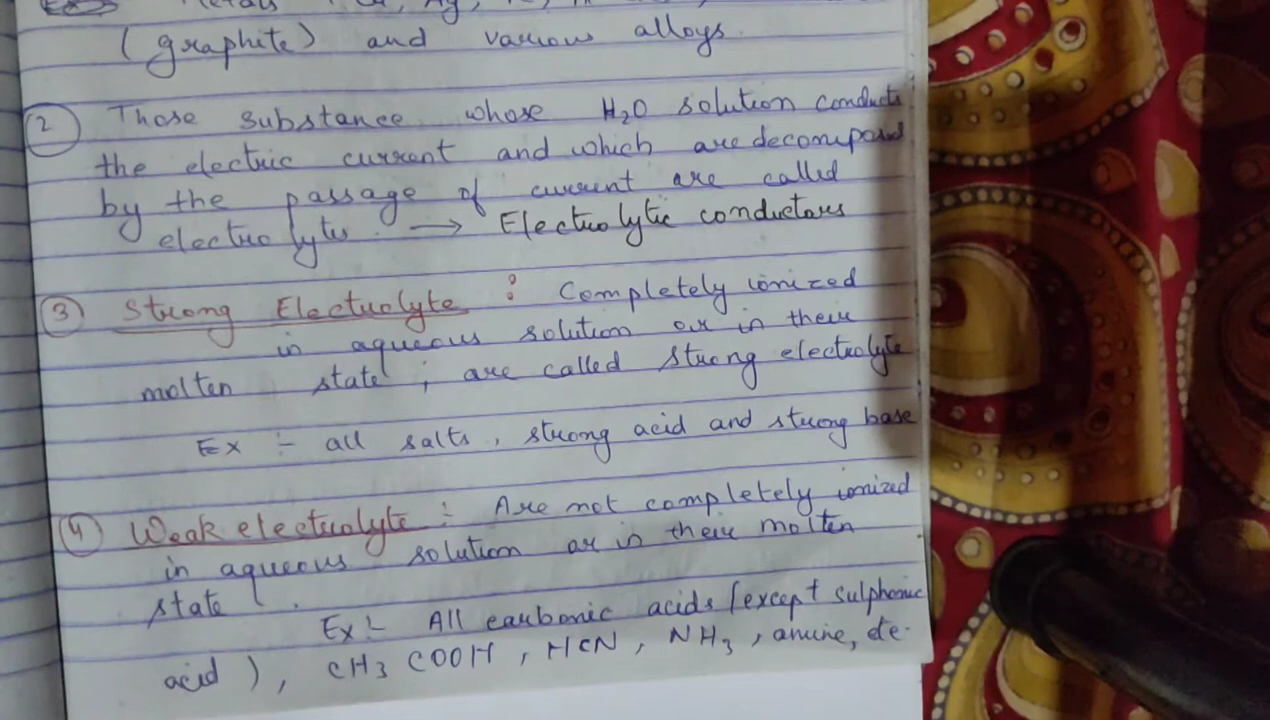 Metals : Cu, Ag,
(graphite) and various alloys.
② Those substance whose H₂O solution conducts
the electric current and which are decomposed
by the passage of current are called
electrolytes. → Electrolytic conductors
③ Strong Electrolyte : Completely ionized
in aqueous solution or in their
molten state, are called strong electrolyte
Ex :- all salts, strong acid and strong base
④ Weak electrolyte :- Are not completely ionized
in aqueous solution or in their molten
state.
Ex :- All carbonic acids (except sulphonic
acid), CH₃COOH, HCN, NH₃, amine, etc.